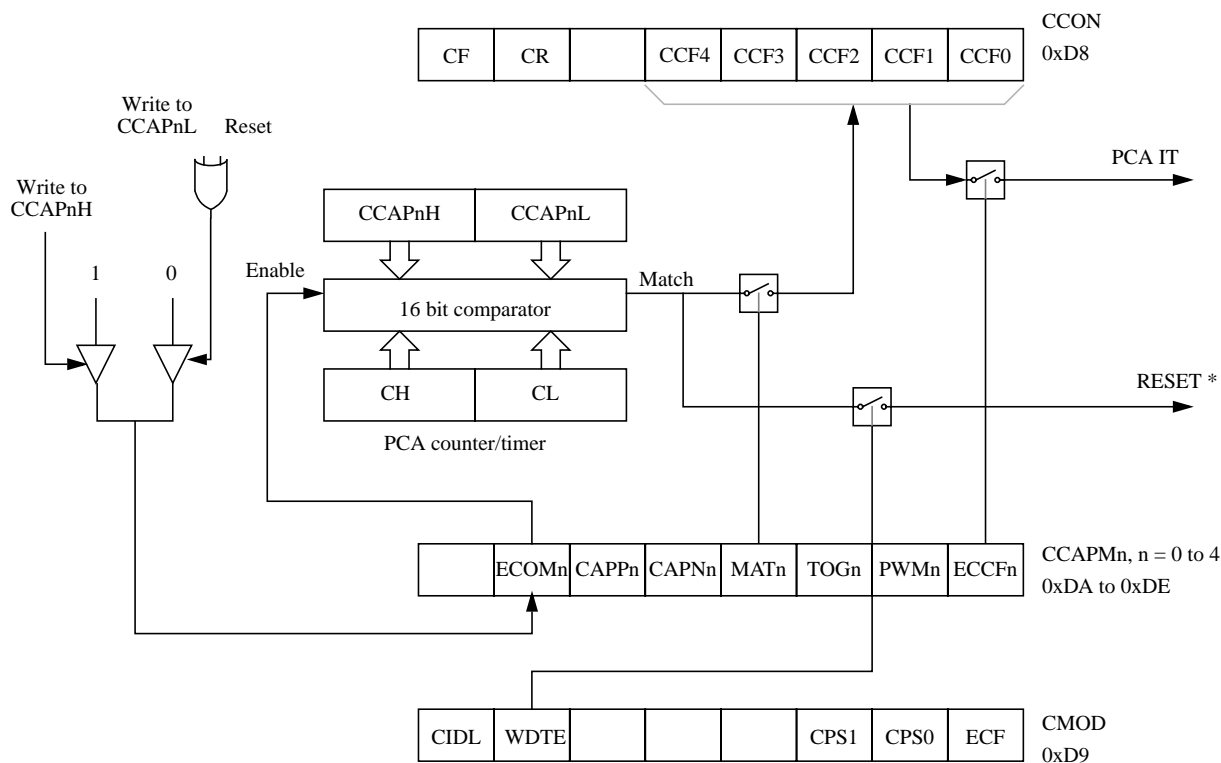 CCON
0xD8
CF CR CCF4 CCF3 CCF2 CCF1 CCF0
Write to
CCAPnL Reset
PCA IT
Write to
CCAPnH
CCAPnH CCAPnL
1 0
Enable
Match
16 bit comparator
CH CL
RESET *
PCA counter/timer
ECOMn CAPPn CAPNn MATn TOGn PWMn ECCFn
CCAPMn, n = 0 to 4
0xDA to 0xDE
CIDL WDTE CPS1 CPS0 ECF
CMOD
0xD9